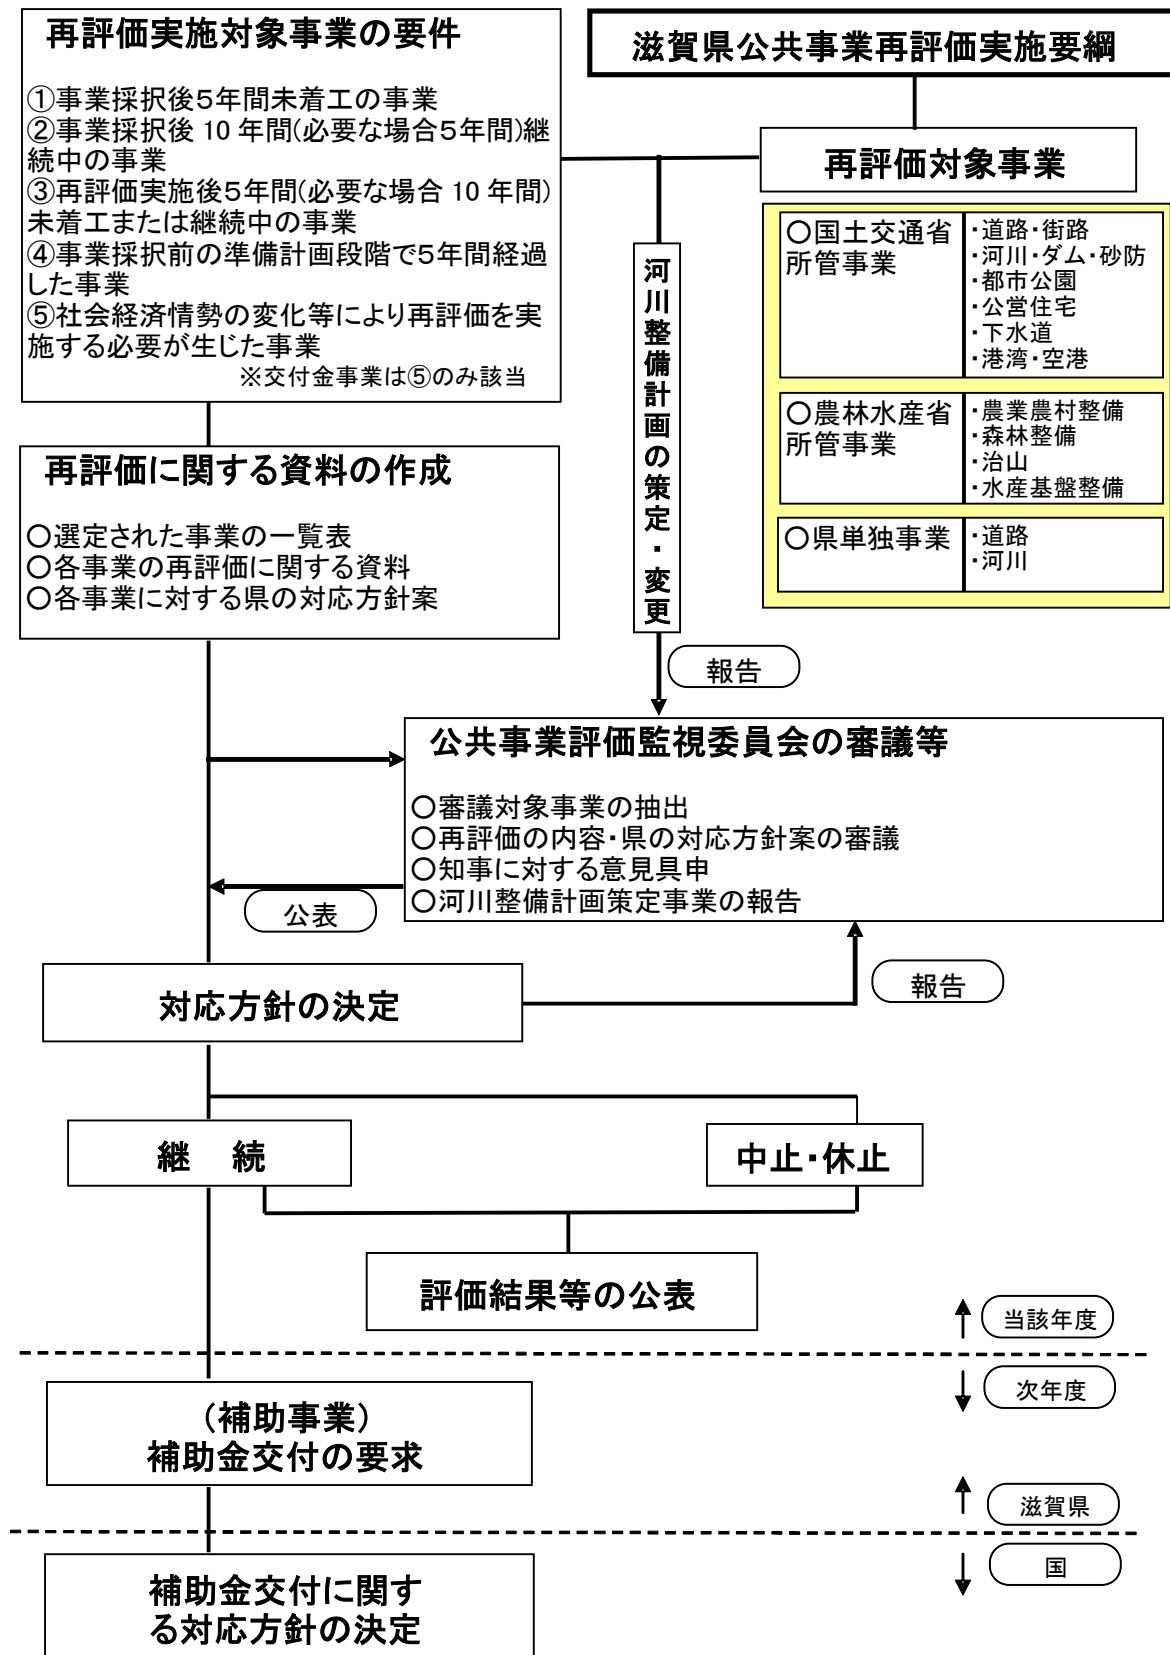 滋賀県公共事業再評価実施要綱
再評価実施対象事業の要件
①事業採択後5年間未着工の事業
②事業採択後 10 年間(必要な場合5年間)継
続中の事業
③再評価実施後5年間(必要な場合 10 年間)
未着工または継続中の事業
④事業採択前の準備計画段階で5年間経過
した事業
⑤社会経済情勢の変化等により再評価を実
施する必要が生じた事業
※交付金事業は⑤のみ該当
再評価対象事業
○国土交通省
所管事業
・道路・街路
・河川・ダム・砂防
・都市公園
・公営住宅
・下水道
・港湾・空港
○農林水産省
所管事業
・農業農村整備
・森林整備
・治山
・水産基盤整備
○県単独事業
・道路
・河川
河川整備計画の策定・変更
報告
再評価に関する資料の作成
○選定された事業の一覧表
○各事業の再評価に関する資料
○各事業に対する県の対応方針案
公共事業評価監視委員会の審議等
○審議対象事業の抽出
○再評価の内容・県の対応方針案の審議
○知事に対する意見具申
○河川整備計画策定事業の報告
公表
対応方針の決定
報告
継 続
中止・休止
評価結果等の公表
当該年度
次年度
(補助事業)
補助金交付の要求
滋賀県
国
補助金交付に関す
る対応方針の決定